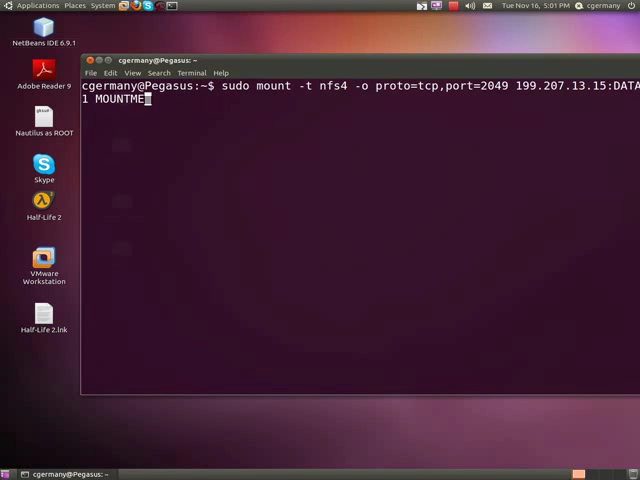 Applications Places System
Tue Nov 16, 5:01 PM
cgermany
NetBeans IDE 6.9.1
Adobe Reader 9
Nautilus as ROOT
Skype
Half-Life 2
VMware
Workstation
Half-Life 2.lnk
cgermany@Pegasus: ~
File Edit View Search Terminal Help
cgermany@Pegasus:~$ sudo mount -t nfs4 -o proto=tcp,port=2049 199.207.13.15:DATA
1 MOUNTME
cgermany@Pegasus: ~